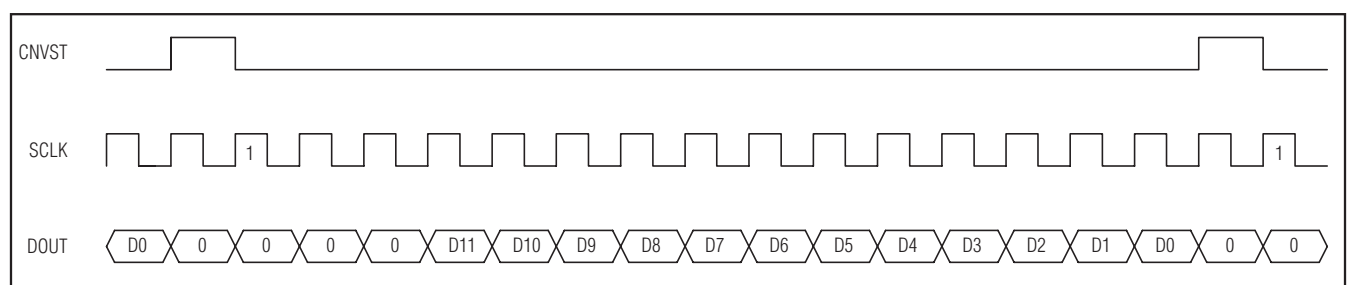 CNVST
SCLK 1 1
DOUT D0 0 0 0 0 D11 D10 D9 D8 D7 D6 D5 D4 D3 D2 D1 D0 0 0